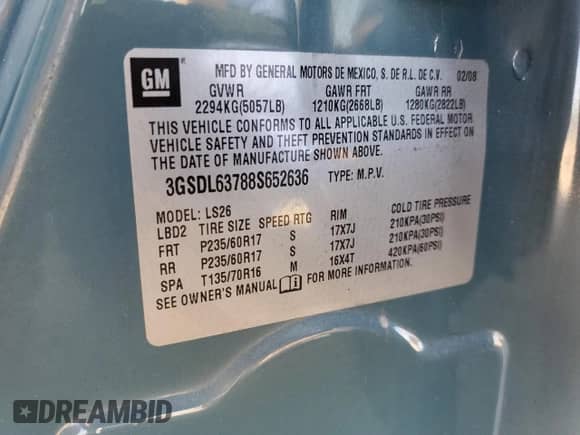 GM
MFD BY GENERAL MOTORS DE MEXICO, S. DE R.L. DE C.V. 02/08
GVWR GAWR FRT GAWR RR
2294KG(5057LB) 1210KG(2668LB) 1280KG(2822LB)
THIS VEHICLE CONFORMS TO ALL APPLICABLE U.S. FEDERAL MOTOR
VEHICLE SAFETY AND THEFT PREVENTION STANDARDS IN EFFECT ON
THE DATE OF MANUFACTURE SHOWN ABOVE.
3GSDL63788S652636 TYPE: M.P.V.
MODEL: LS26
LBD2 TIRE SIZE SPEED RTG RIM COLD TIRE PRESSURE
FRT P235/60R17 S 17X7J 210KPA(30PSI)
RR P235/60R17 S 17X7J 210KPA(30PSI)
SPA T135/70R16 M 16X4T 420KPA(60PSI)
SEE OWNER'S MANUAL FOR MORE INFORMATION.
DREAMBID